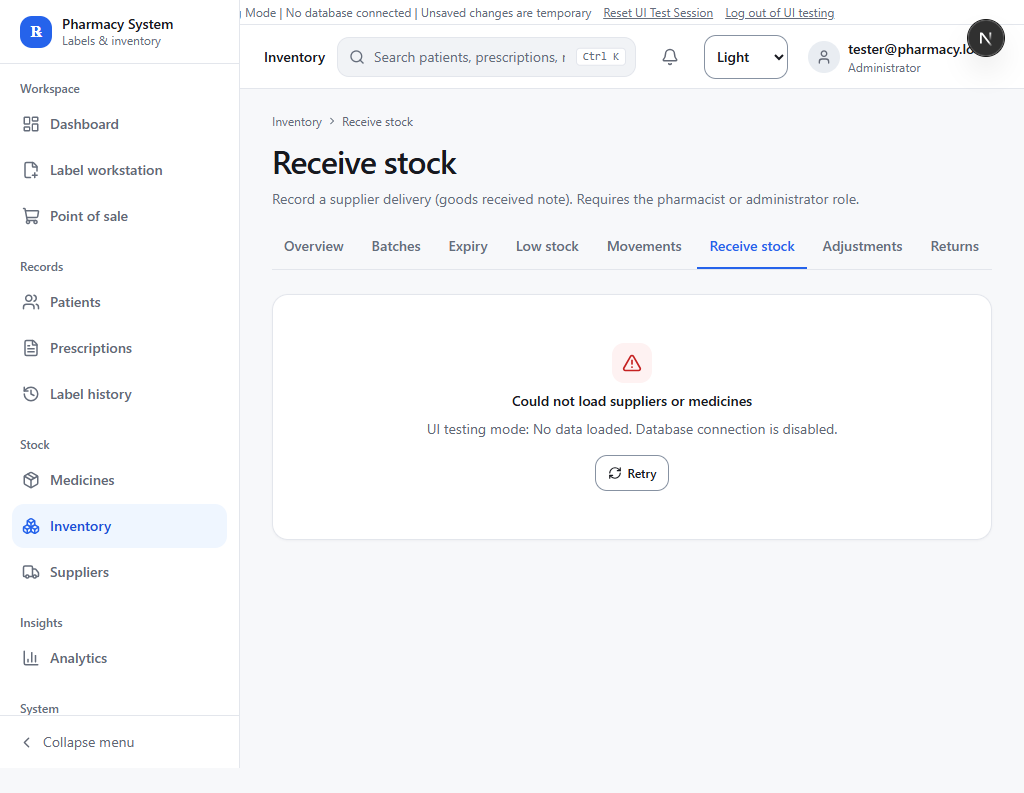 ℞
Pharmacy System
Labels & inventory
Mode | No database connected | Unsaved changes are temporary Reset UI Test Session Log out of UI testing
Inventory
Search patients, prescriptions,
Ctrl K
Light
tester@pharmacy.lo
Administrator
N
Workspace
Dashboard
Label workstation
Point of sale
Records
Patients
Prescriptions
Label history
Stock
Medicines
Inventory
Suppliers
Insights
Analytics
System
Collapse menu
Inventory > Receive stock
Receive stock
Record a supplier delivery (goods received note). Requires the pharmacist or administrator role.
Overview Batches Expiry Low stock Movements Receive stock Adjustments Returns
Could not load suppliers or medicines
UI testing mode: No data loaded. Database connection is disabled.
Retry